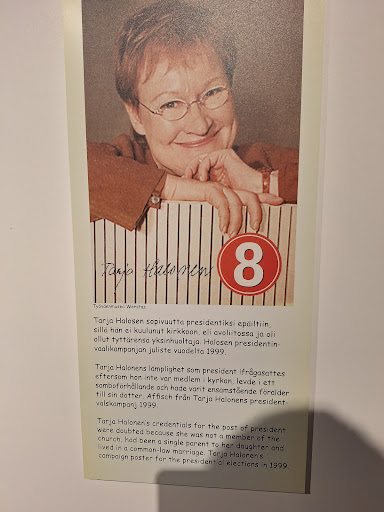 Tarja Halonen
8
Työväenmuseo Werstas
Tarja Halosen sopivuutta presidentiksi epäiltiin,
sillä hän ei kuulunut kirkkoon, eli avoliitossa ja oli
ollut tyttärensä yksinhuoltaja. Halosen presidentin-
vaalikampanjan juliste vuodelta 1999.
Tarja Halonens lämplighet som president ifrågasattes
eftersom hon inte var medlem i kyrkan, levde i ett
samboförhållande och hade varit ensamstående förälder
till sin dotter. Affisch från Tarja Halonens president-
valskampanj 1999.
Tarja Halonen's credentials for the post of president
were doubted because she was not a member of the
church, had been a single parent to her daughter and
lived in a common-law marriage. Tarja Halonen's
campaign poster for the presidential elections in 1999.